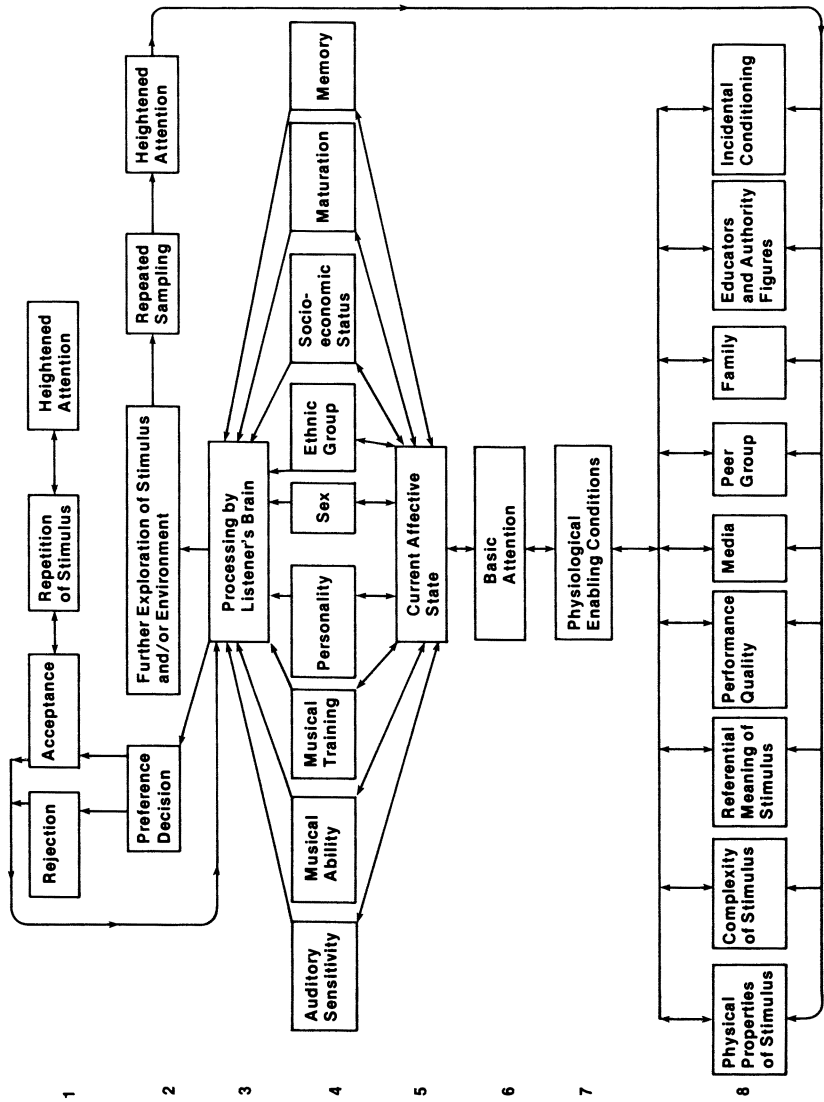 1
Rejection
Acceptance
Repetition
of Stimulus
Heightened
Attention
2
Preference
Decision
Further Exploration of Stimulus
and/or Environment
Repeated
Sampling
Heightened
Attention
3
Processing by
Listener's Brain
4
Auditory
Sensitivity
Musical
Ability
Musical
Training
Personality
Sex
Ethnic
Group
Socio-
economic
Status
Maturation
Memory
5
Current Affective
State
6
Basic
Attention
7
Physiological
Enabling Conditions
8
Physical
Properties
of Stimulus
Complexity
of Stimulus
Referential
Meaning of
Stimulus
Performance
Quality
Media
Peer
Group
Family
Educators
and Authority
Figures
Incidental
Conditioning